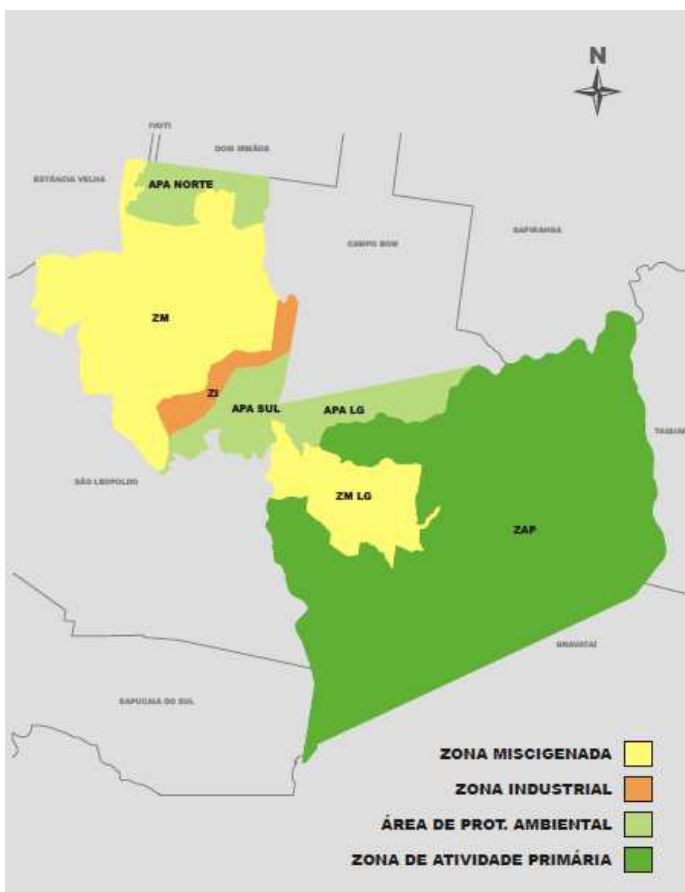 N
IVOTI
DOIS IRMÃOS
ESTÂNCIA VELHA
APA NORTE
CAMPO BOM
SAPIRANGA
ZM
ZI
APA SUL
APA LG
SÃO LEOPOLDO
ZM LG
ZAP
GRAVATAÍ
SAPUCAIA DO SUL
ZONA MISCIGENADA
ZONA INDUSTRIAL
ÁREA DE PROT. AMBIENTAL
ZONA DE ATIVIDADE PRIMÁRIA